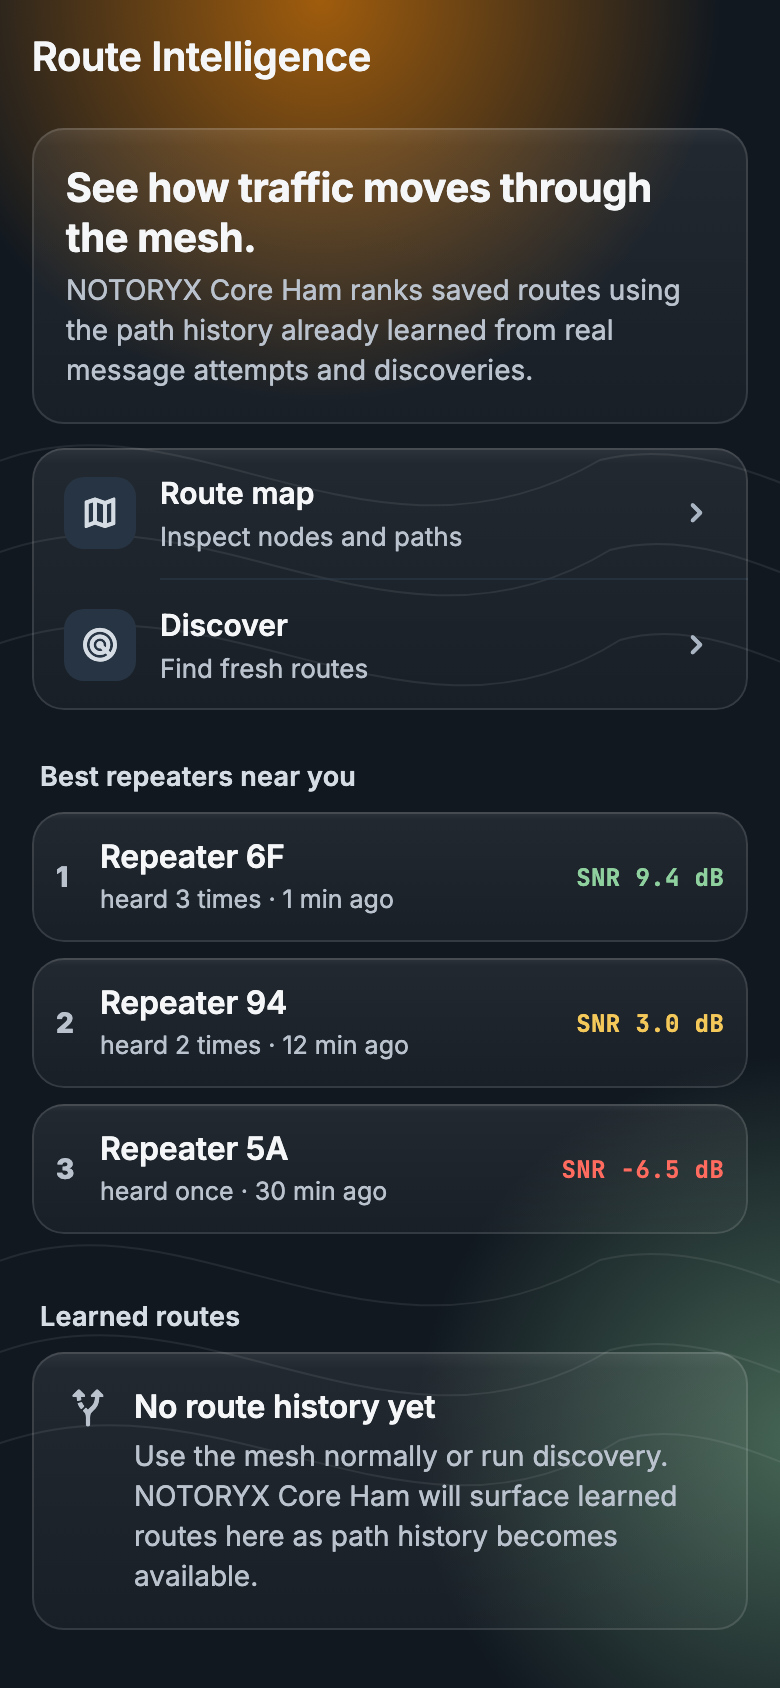 Route Intelligence
See how traffic moves through
the mesh.
NOTORYX Core Ham ranks saved routes using
the path history already learned from real
message attempts and discoveries.
Route map
Inspect nodes and paths
Discover
Find fresh routes
Best repeaters near you
1
Repeater 6F
heard 3 times · 1 min ago
SNR 9.4 dB
2
Repeater 94
heard 2 times · 12 min ago
SNR 3.0 dB
3
Repeater 5A
heard once · 30 min ago
SNR -6.5 dB
Learned routes
No route history yet
Use the mesh normally or run discovery.
NOTORYX Core Ham will surface learned
routes here as path history becomes
available.